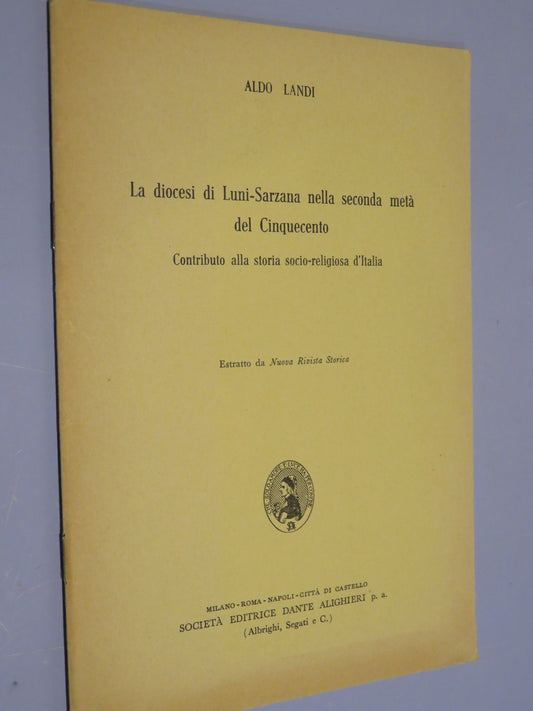 ALDO LANDI
La diocesi di Luni-Sarzana nella seconda metà
del Cinquecento
Contributo alla storia socio-religiosa d'Italia
Estratto da Nuova Rivista Storica
MILANO - ROMA - NAPOLI - CITTÀ DI CASTELLO
SOCIETÀ EDITRICE DANTE ALIGHIERI p. a.
(Albrighi, Segati e C.)